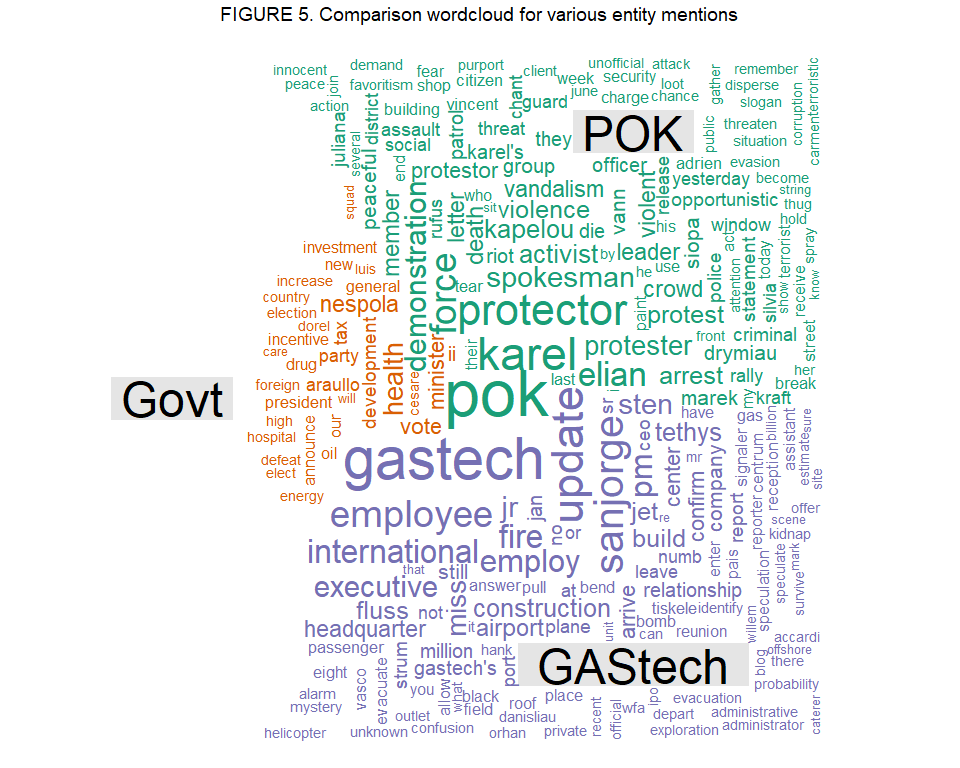 FIGURE 5. Comparison wordcloud for various entity mentions
innocent demand fear purport client unofficial attack remember
peace join favoritism shop citizen chant week security loot gather disperse corruption carmenterroristic
action building vincent guard june charge chance slogan
juliana several district assault patrol threat they POK public threaten
social karel's situation
peaceful end protestor group officer adrien evasion
squad member demonstration rufus letter who vandalism vann violent release yesterday become
sit violence his opportunistic string thug
death kapelou die siopa window hold
investment riot activist by leader act police statement today terrorist spray
new luis force tear spokesman he use attention silvia show receive know
increase general crowd
country nespola protector paint protest
election dorel tax development health minister ii their karel protester front criminal street
incentive party drymiau
care drug cesare last elian arrest rally her
foreign araullo will pok sr marek my kraft break
Govt president
high announce our vote update sanjorge sten have gas assistant billion sure
hospital oil gastech pm ceo tethys signaler centrum reception estimate site
defeat center mr company
elect
energy employee jr jan jet re confirm report reporter offer
fire no or build enter scene kidnap
international employ numb pais speculation speculate mark
that still leave survive
executive miss answer pull at bend arrive relationship
fluss not construction tiskele identify willem
headquarter it airport plane unit bomb can reunion accardi
passenger strum million hank port GAStech blog offshore there
eight vasco evacuate gastech's probability
alarm you allow what black roof place ipo evacuation
mystery outlet field danisliau recent official wfa depart administrative caterer
helicopter unknown confusion orhan private exploration administrator